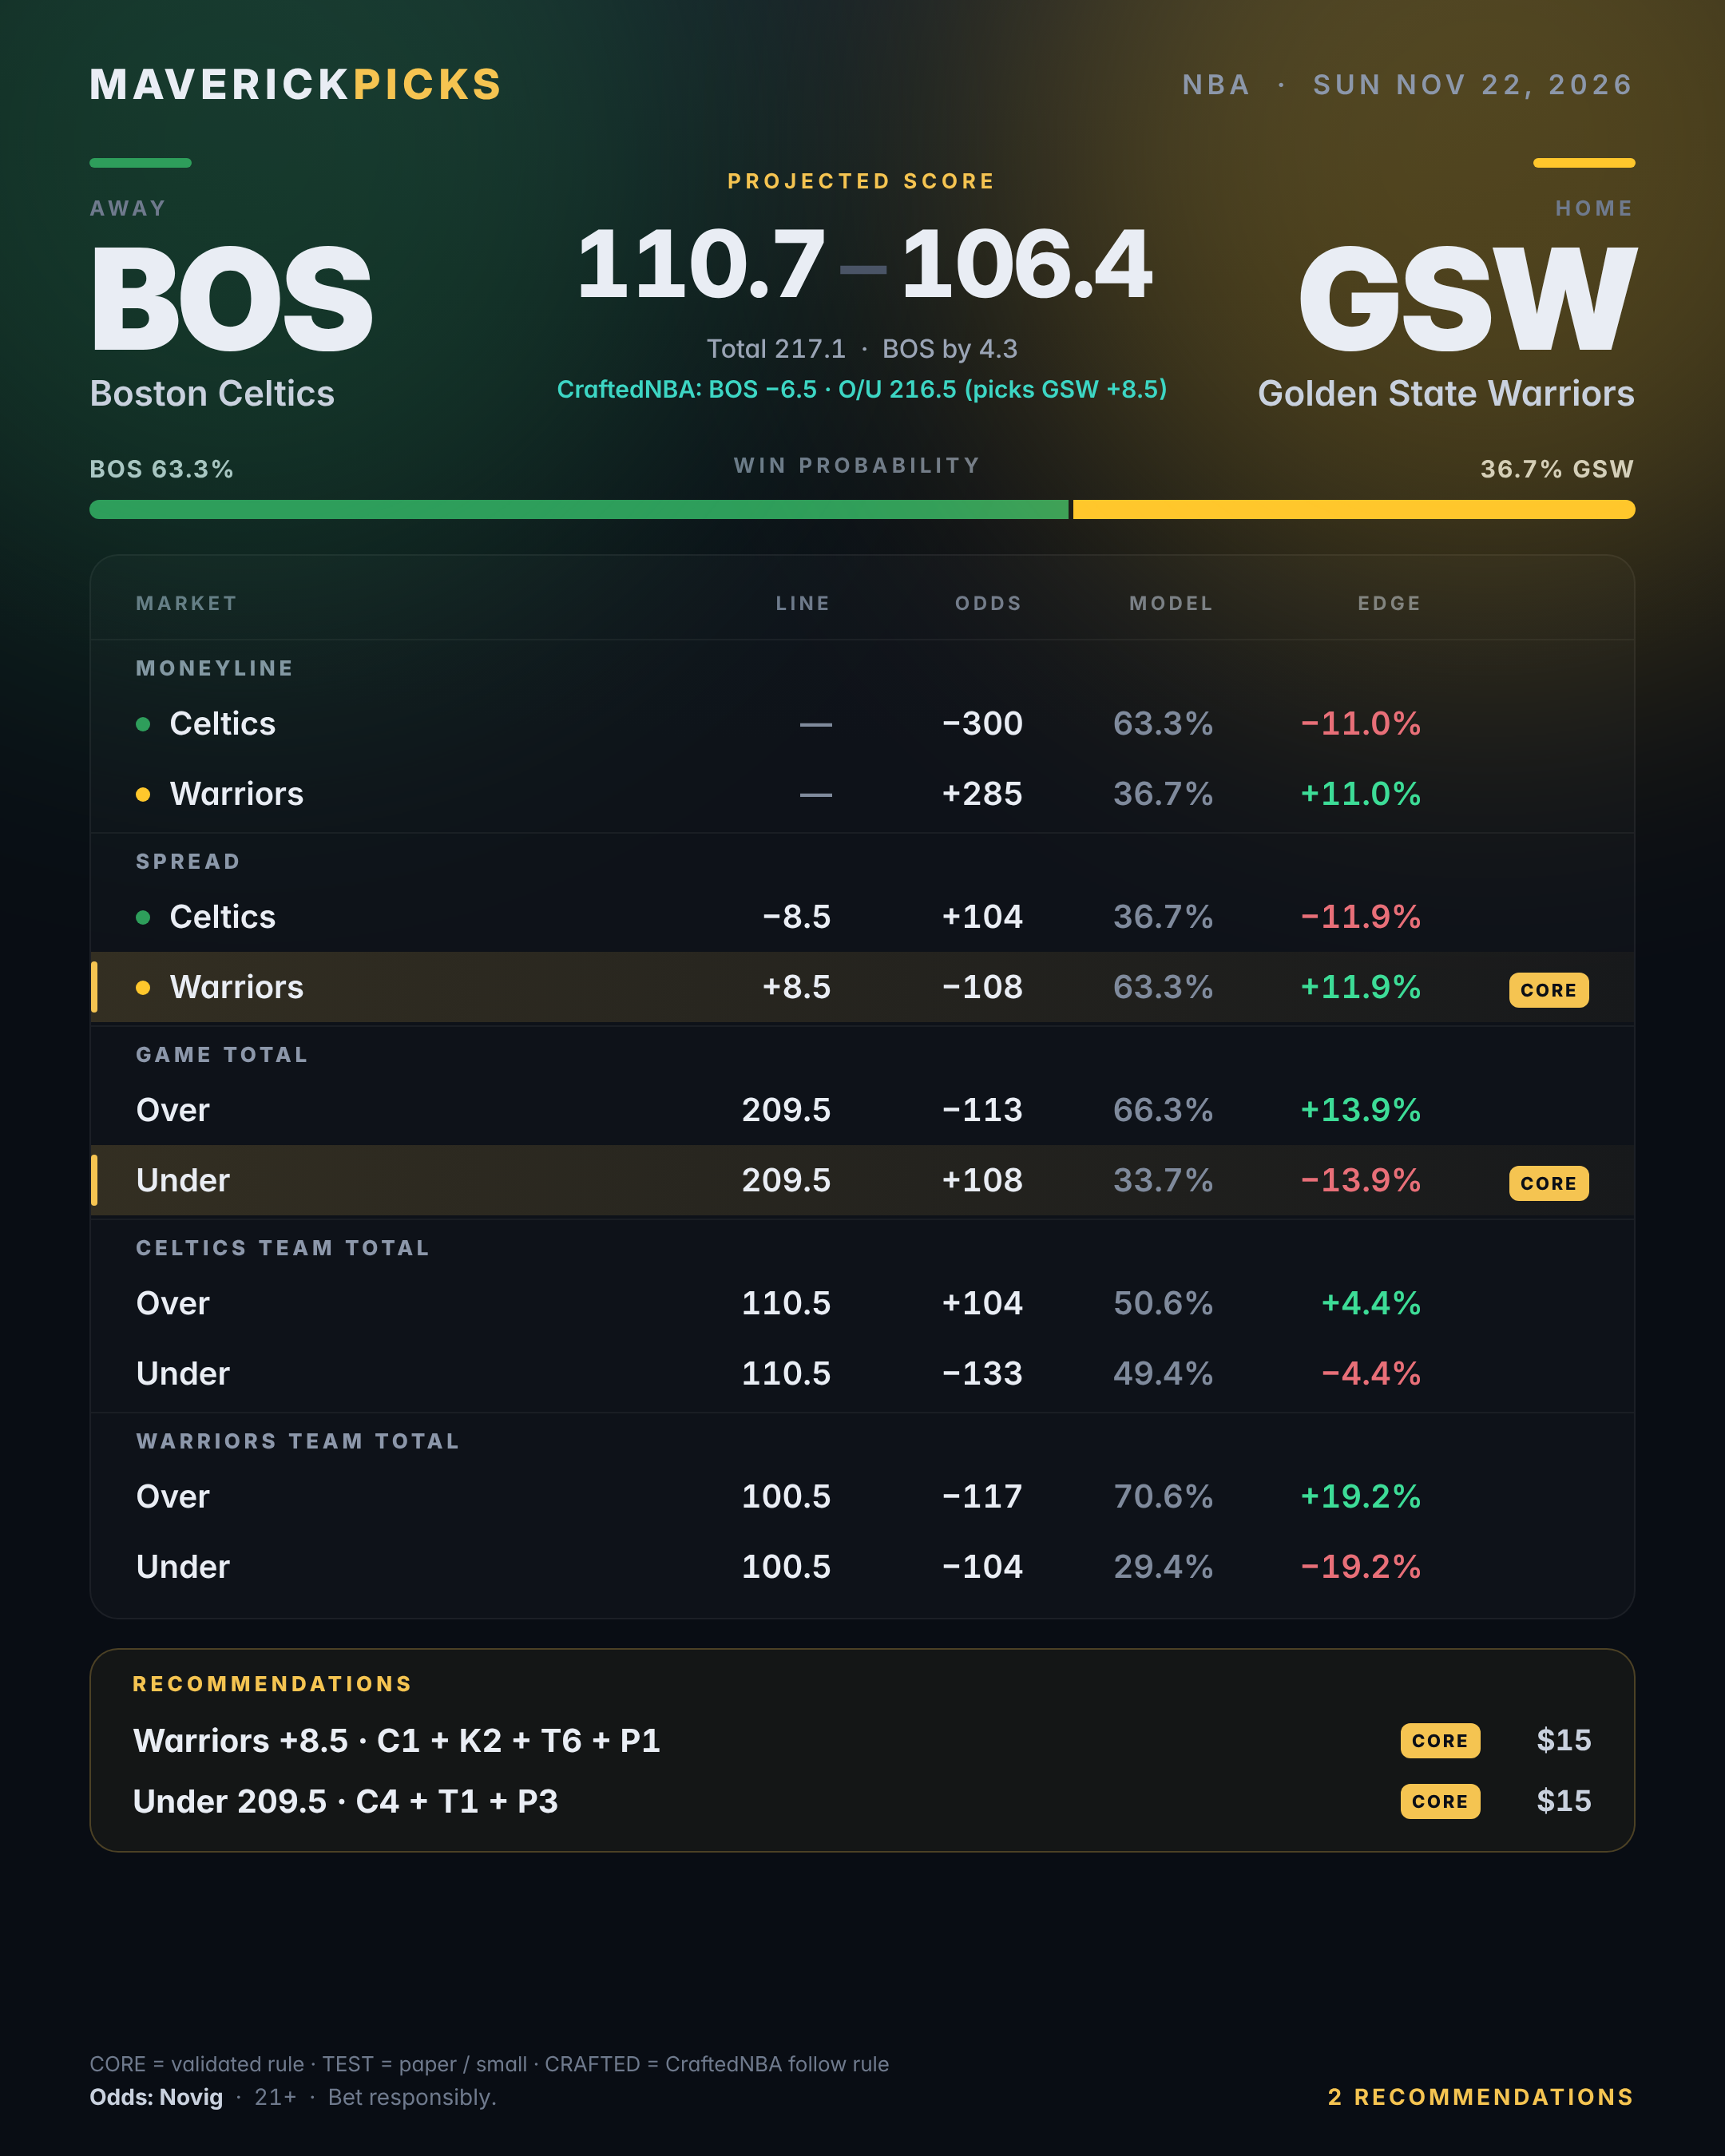 MAVERICKPICKS
NBA · SUN NOV 22, 2026
AWAY
BOS
Boston Celtics
PROJECTED SCORE
110.7 – 106.4
Total 217.1 · BOS by 4.3
CraftedNBA: BOS −6.5 · O/U 216.5 (picks GSW +8.5)
HOME
GSW
Golden State Warriors
BOS 63.3% WIN PROBABILITY 36.7% GSW
MARKET LINE ODDS MODEL EDGE
MONEYLINE
Celtics — −300 63.3% −11.0%
Warriors — +285 36.7% +11.0%
SPREAD
Celtics −8.5 +104 36.7% −11.9%
Warriors +8.5 −108 63.3% +11.9% CORE
GAME TOTAL
Over 209.5 −113 66.3% +13.9%
Under 209.5 +108 33.7% −13.9% CORE
CELTICS TEAM TOTAL
Over 110.5 +104 50.6% +4.4%
Under 110.5 −133 49.4% −4.4%
WARRIORS TEAM TOTAL
Over 100.5 −117 70.6% +19.2%
Under 100.5 −104 29.4% −19.2%
RECOMMENDATIONS
Warriors +8.5 · C1 + K2 + T6 + P1 CORE $15
Under 209.5 · C4 + T1 + P3 CORE $15
CORE = validated rule · TEST = paper / small · CRAFTED = CraftedNBA follow rule
Odds: Novig · 21+ · Bet responsibly.
2 RECOMMENDATIONS